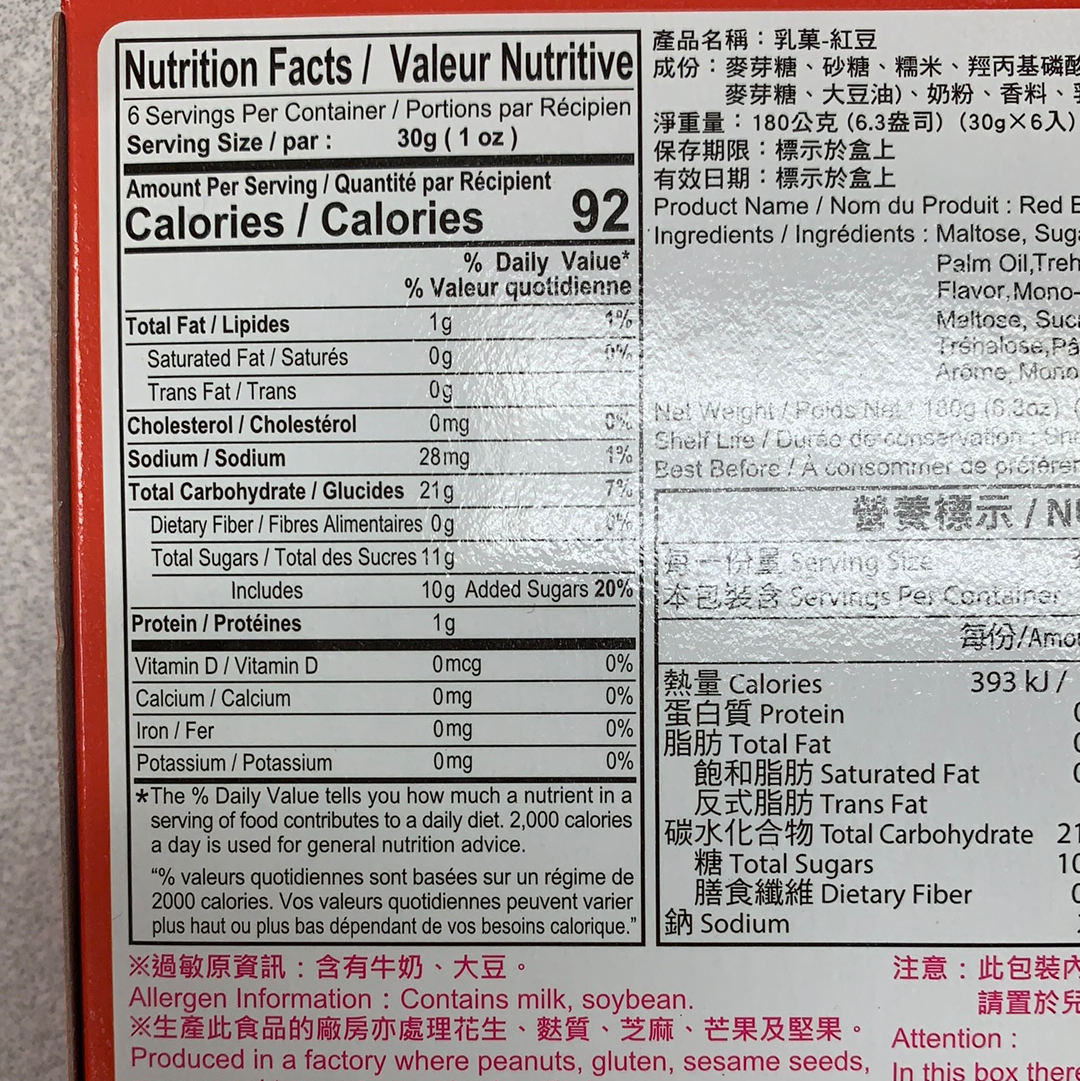 Nutrition Facts / Valeur Nutritive
6 Servings Per Container / Portions par Récipien
Serving Size / par : 30g ( 1 oz )
Amount Per Serving / Quantité par Récipient
Calories / Calories 92
% Daily Value*
% Valeur quotidienne
Total Fat / Lipides 1g 1%
Saturated Fat / Saturés 0g 0%
Trans Fat / Trans 0g
Cholesterol / Cholestérol 0mg 0%
Sodium / Sodium 28mg 1%
Total Carbohydrate / Glucides 21g 7%
Dietary Fiber / Fibres Alimentaires 0g 0%
Total Sugars / Total des Sucres 11g
Includes 10g Added Sugars 20%
Protein / Protéines 1g
Vitamin D / Vitamin D 0mcg 0%
Calcium / Calcium 0mg 0%
Iron / Fer 0mg 0%
Potassium / Potassium 0mg 0%
*The % Daily Value tells you how much a nutrient in a
serving of food contributes to a daily diet. 2,000 calories
a day is used for general nutrition advice.
“% valeurs quotidiennes sont basées sur un régime de
2000 calories. Vos valeurs quotidiennes peuvent varier
plus haut ou plus bas dépendant de vos besoins calorique.”
產品名稱：乳菓-紅豆
成份：麥芽糖、砂糖、糯米、羥丙基磷酸
麥芽糖、大豆油)、奶粉、香料、
淨重量：180公克 (6.3盎司) (30g×6入)
保存期限：標示於盒上
有效日期：標示於盒上
Product Name / Nom du Produit : Red
Ingredients / Ingrédients : Maltose, Suga
Palm Oil,Treh
Flavor,Mono-
Maltose, Sucr
Tréhalose,Pâ
Arôme, Mono
Net Weight / Poids Net / 180g (6.3oz)
Shelf Life / Durée de conservation :
Best Before / À consommer de préféren
營養標示 / NU
每一份量 Serving Size
本包裝含 Servings Per Container
每份/Amou
熱量 Calories 393 kJ /
蛋白質 Protein
脂肪 Total Fat
飽和脂肪 Saturated Fat
反式脂肪 Trans Fat
碳水化合物 Total Carbohydrate 21
糖 Total Sugars 10
膳食纖維 Dietary Fiber
鈉 Sodium
※過敏原資訊：含有牛奶、大豆。
Allergen Information : Contains milk, soybean.
※生產此食品的廠房亦處理花生、麩質、芝麻、芒果及堅果。
Produced in a factory where peanuts, gluten, sesame seeds,
注意：此包裝內
請置於兒
Attention :
In this box there